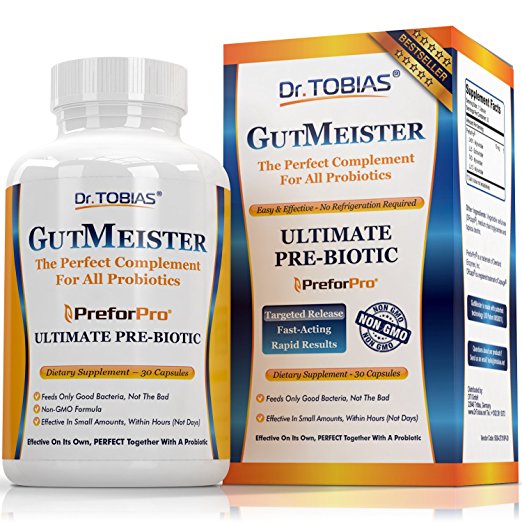 Dr.TOBIAS®
GUTMEISTER
The Perfect Complement
For All Probiotics
PreforPro®
ULTIMATE PRE-BIOTIC
Dietary Supplement – 30 Capsules
✓ Feeds Only Good Bacteria, Not The Bad
✓ Non-GMO Formula
✓ Effective In Small Amounts, Within Hours (Not Days)
Effective On Its Own, PERFECT Together With A Probiotic
BESTSELLER
Dr.TOBIAS®
GUTMEISTER
The Perfect Complement
For All Probiotics
Easy & Effective - No Refrigeration Required
ULTIMATE
PRE-BIOTIC
PreforPro®
Targeted Release
Fast-Acting
Rapid Results
NON GMO
NON GMO
NON GMO
Dietary Supplement - 30 Capsules
✓ Feeds Only Good Bacteria, Not The Bad
✓ Effective In Small Amounts, Within Hours (Not Days)
Effective On Its Own, PERFECT Together With A Probiotic
Supplement Facts